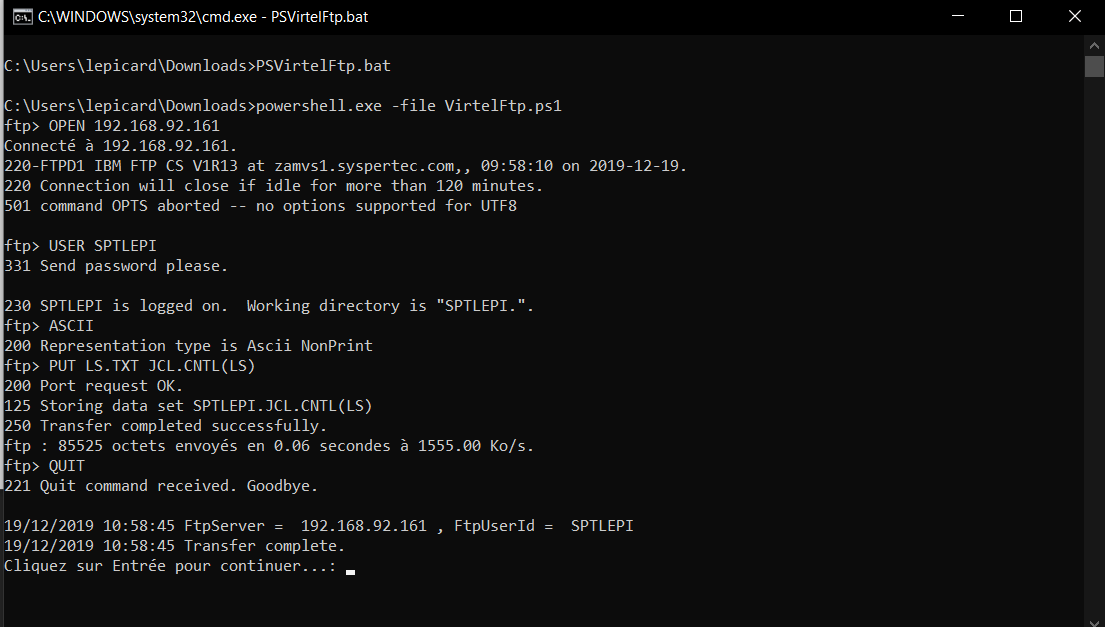 C:\WINDOWS\system32\cmd.exe - PSVirtelFtp.bat
C:\Users\lepicard\Downloads>PSVirtelFtp.bat
C:\Users\lepicard\Downloads>powershell.exe -file VirtelFtp.ps1
ftp> OPEN 192.168.92.161
Connecté à 192.168.92.161.
220-FTPD1 IBM FTP CS V1R13 at zamvs1.syspertec.com,, 09:58:10 on 2019-12-19.
220 Connection will close if idle for more than 120 minutes.
501 command OPTS aborted -- no options supported for UTF8
ftp> USER SPTLEPI
331 Send password please.
230 SPTLEPI is logged on.  Working directory is "SPTLEPI.".
ftp> ASCII
200 Representation type is Ascii NonPrint
ftp> PUT LS.TXT JCL.CNTL(LS)
200 Port request OK.
125 Storing data set SPTLEPI.JCL.CNTL(LS)
250 Transfer completed successfully.
ftp : 85525 octets envoyés en 0.06 secondes à 1555.00 Ko/s.
ftp> QUIT
221 Quit command received. Goodbye.
19/12/2019 10:58:45 FtpServer =  192.168.92.161 , FtpUserId =  SPTLEPI
19/12/2019 10:58:45 Transfer complete.
Cliquez sur Entrée pour continuer...: